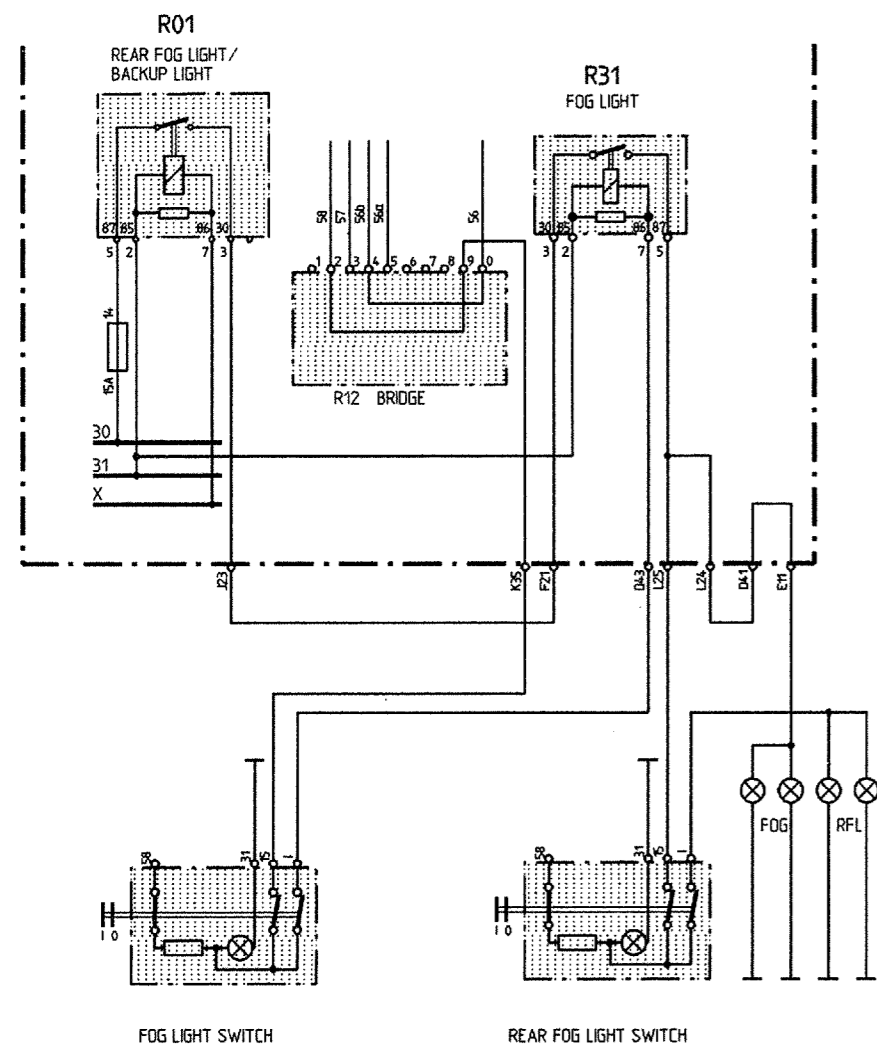 R01
REAR FOG LIGHT/
BACKUP LIGHT
R31
FOG LIGHT
87 85 86 30
5 2 7 3
30 85 86 87
3 2 7 5
58 57 56b 56a 56
1 2 3 4 5 6 7 8 9 0
R12 BRIDGE
14
15A
30
31
X
J23 K35 F21 D43 L25 L24 D41 E11
FOG RFL
58 31 15 1
58 31 15 1
I 0
I 0
FOG LIGHT SWITCH
REAR FOG LIGHT SWITCH